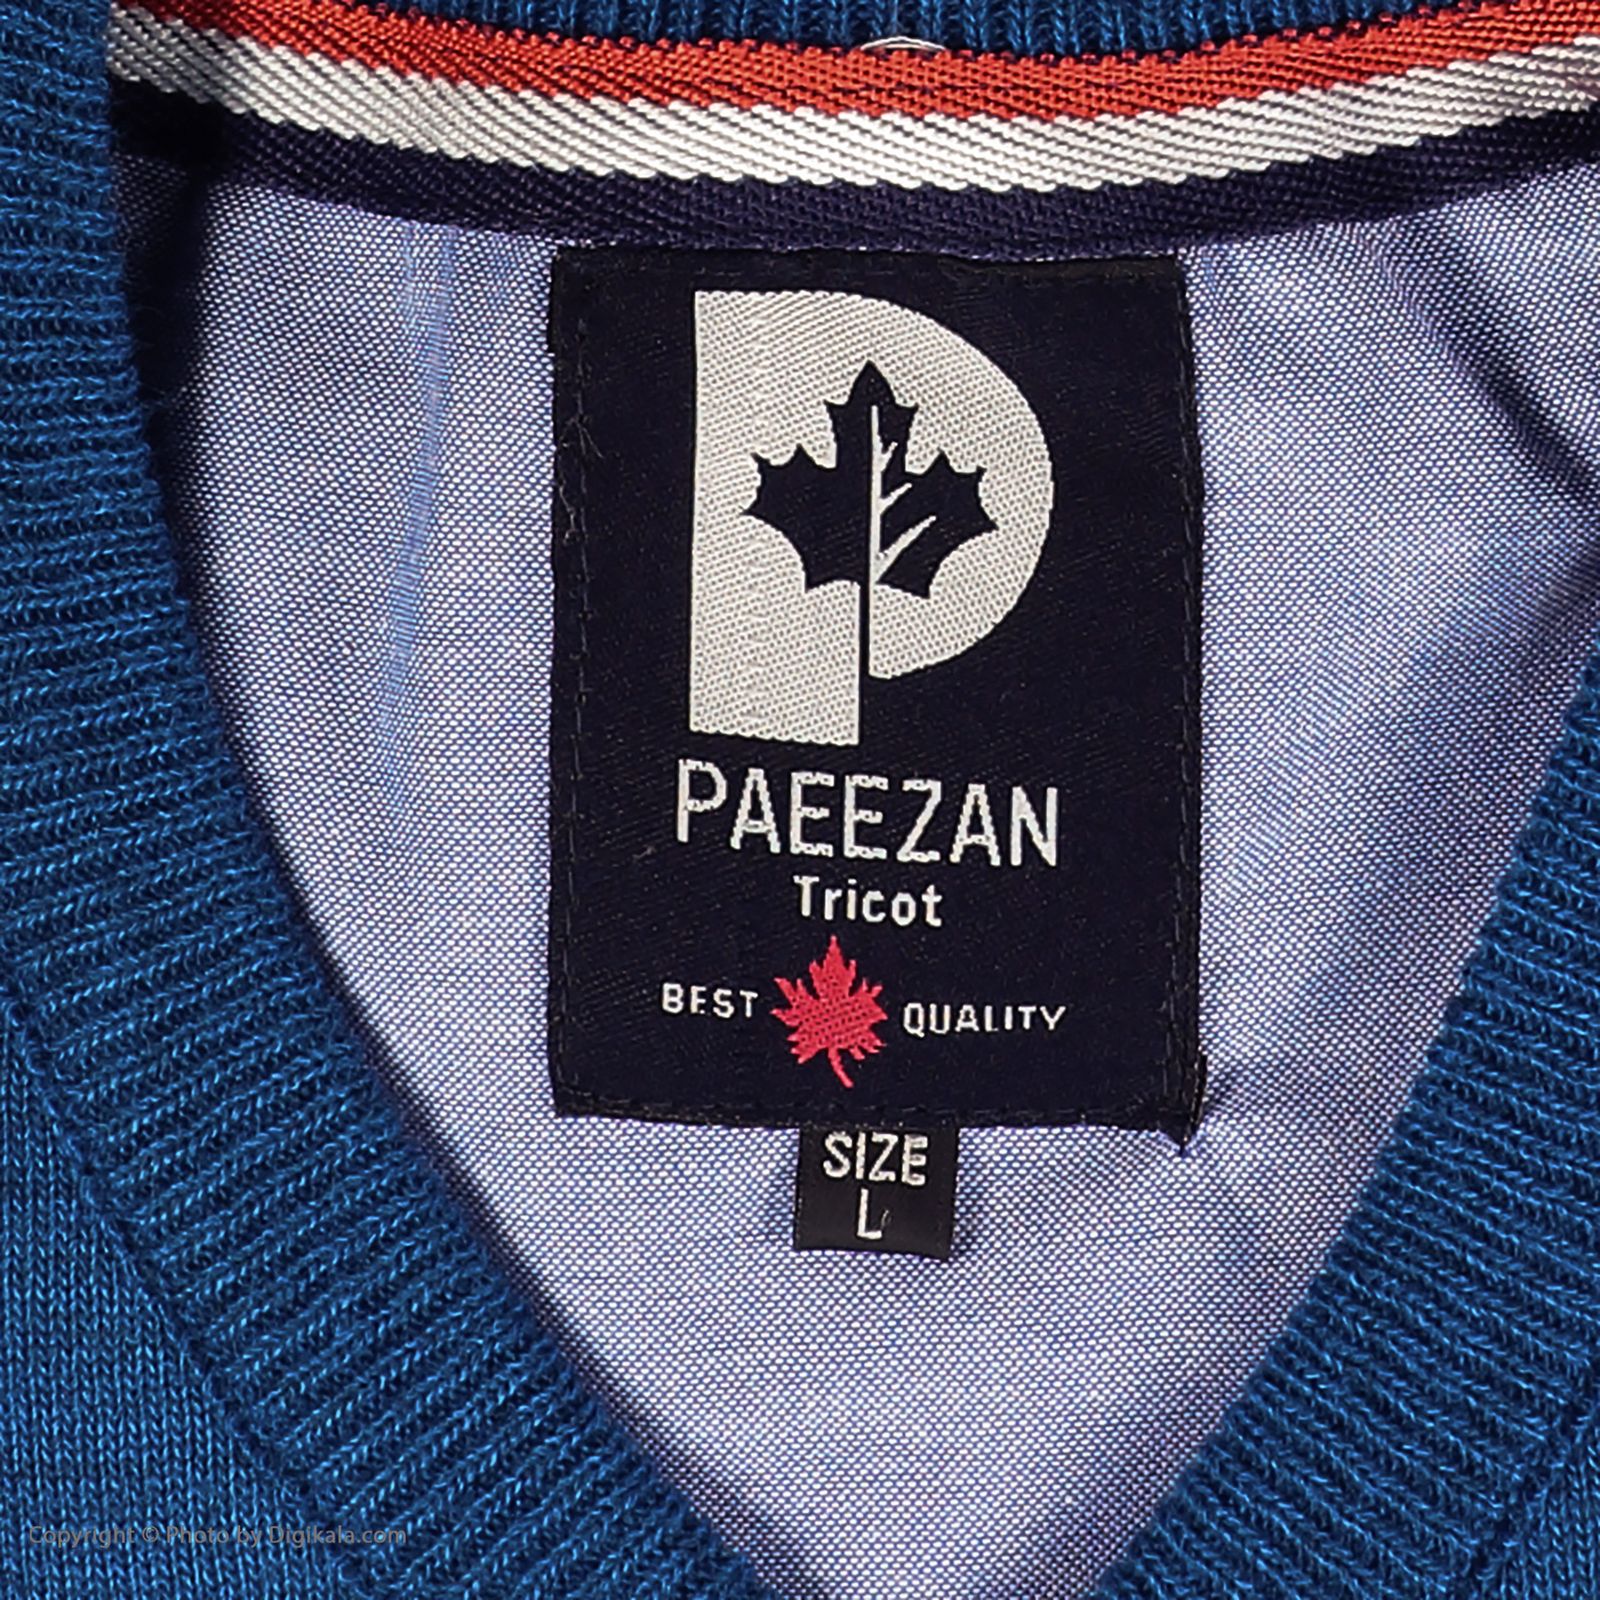 PAEEZAN
Tricot
BEST QUALITY
SIZE
L
Copyright © Photo by Digikala.com